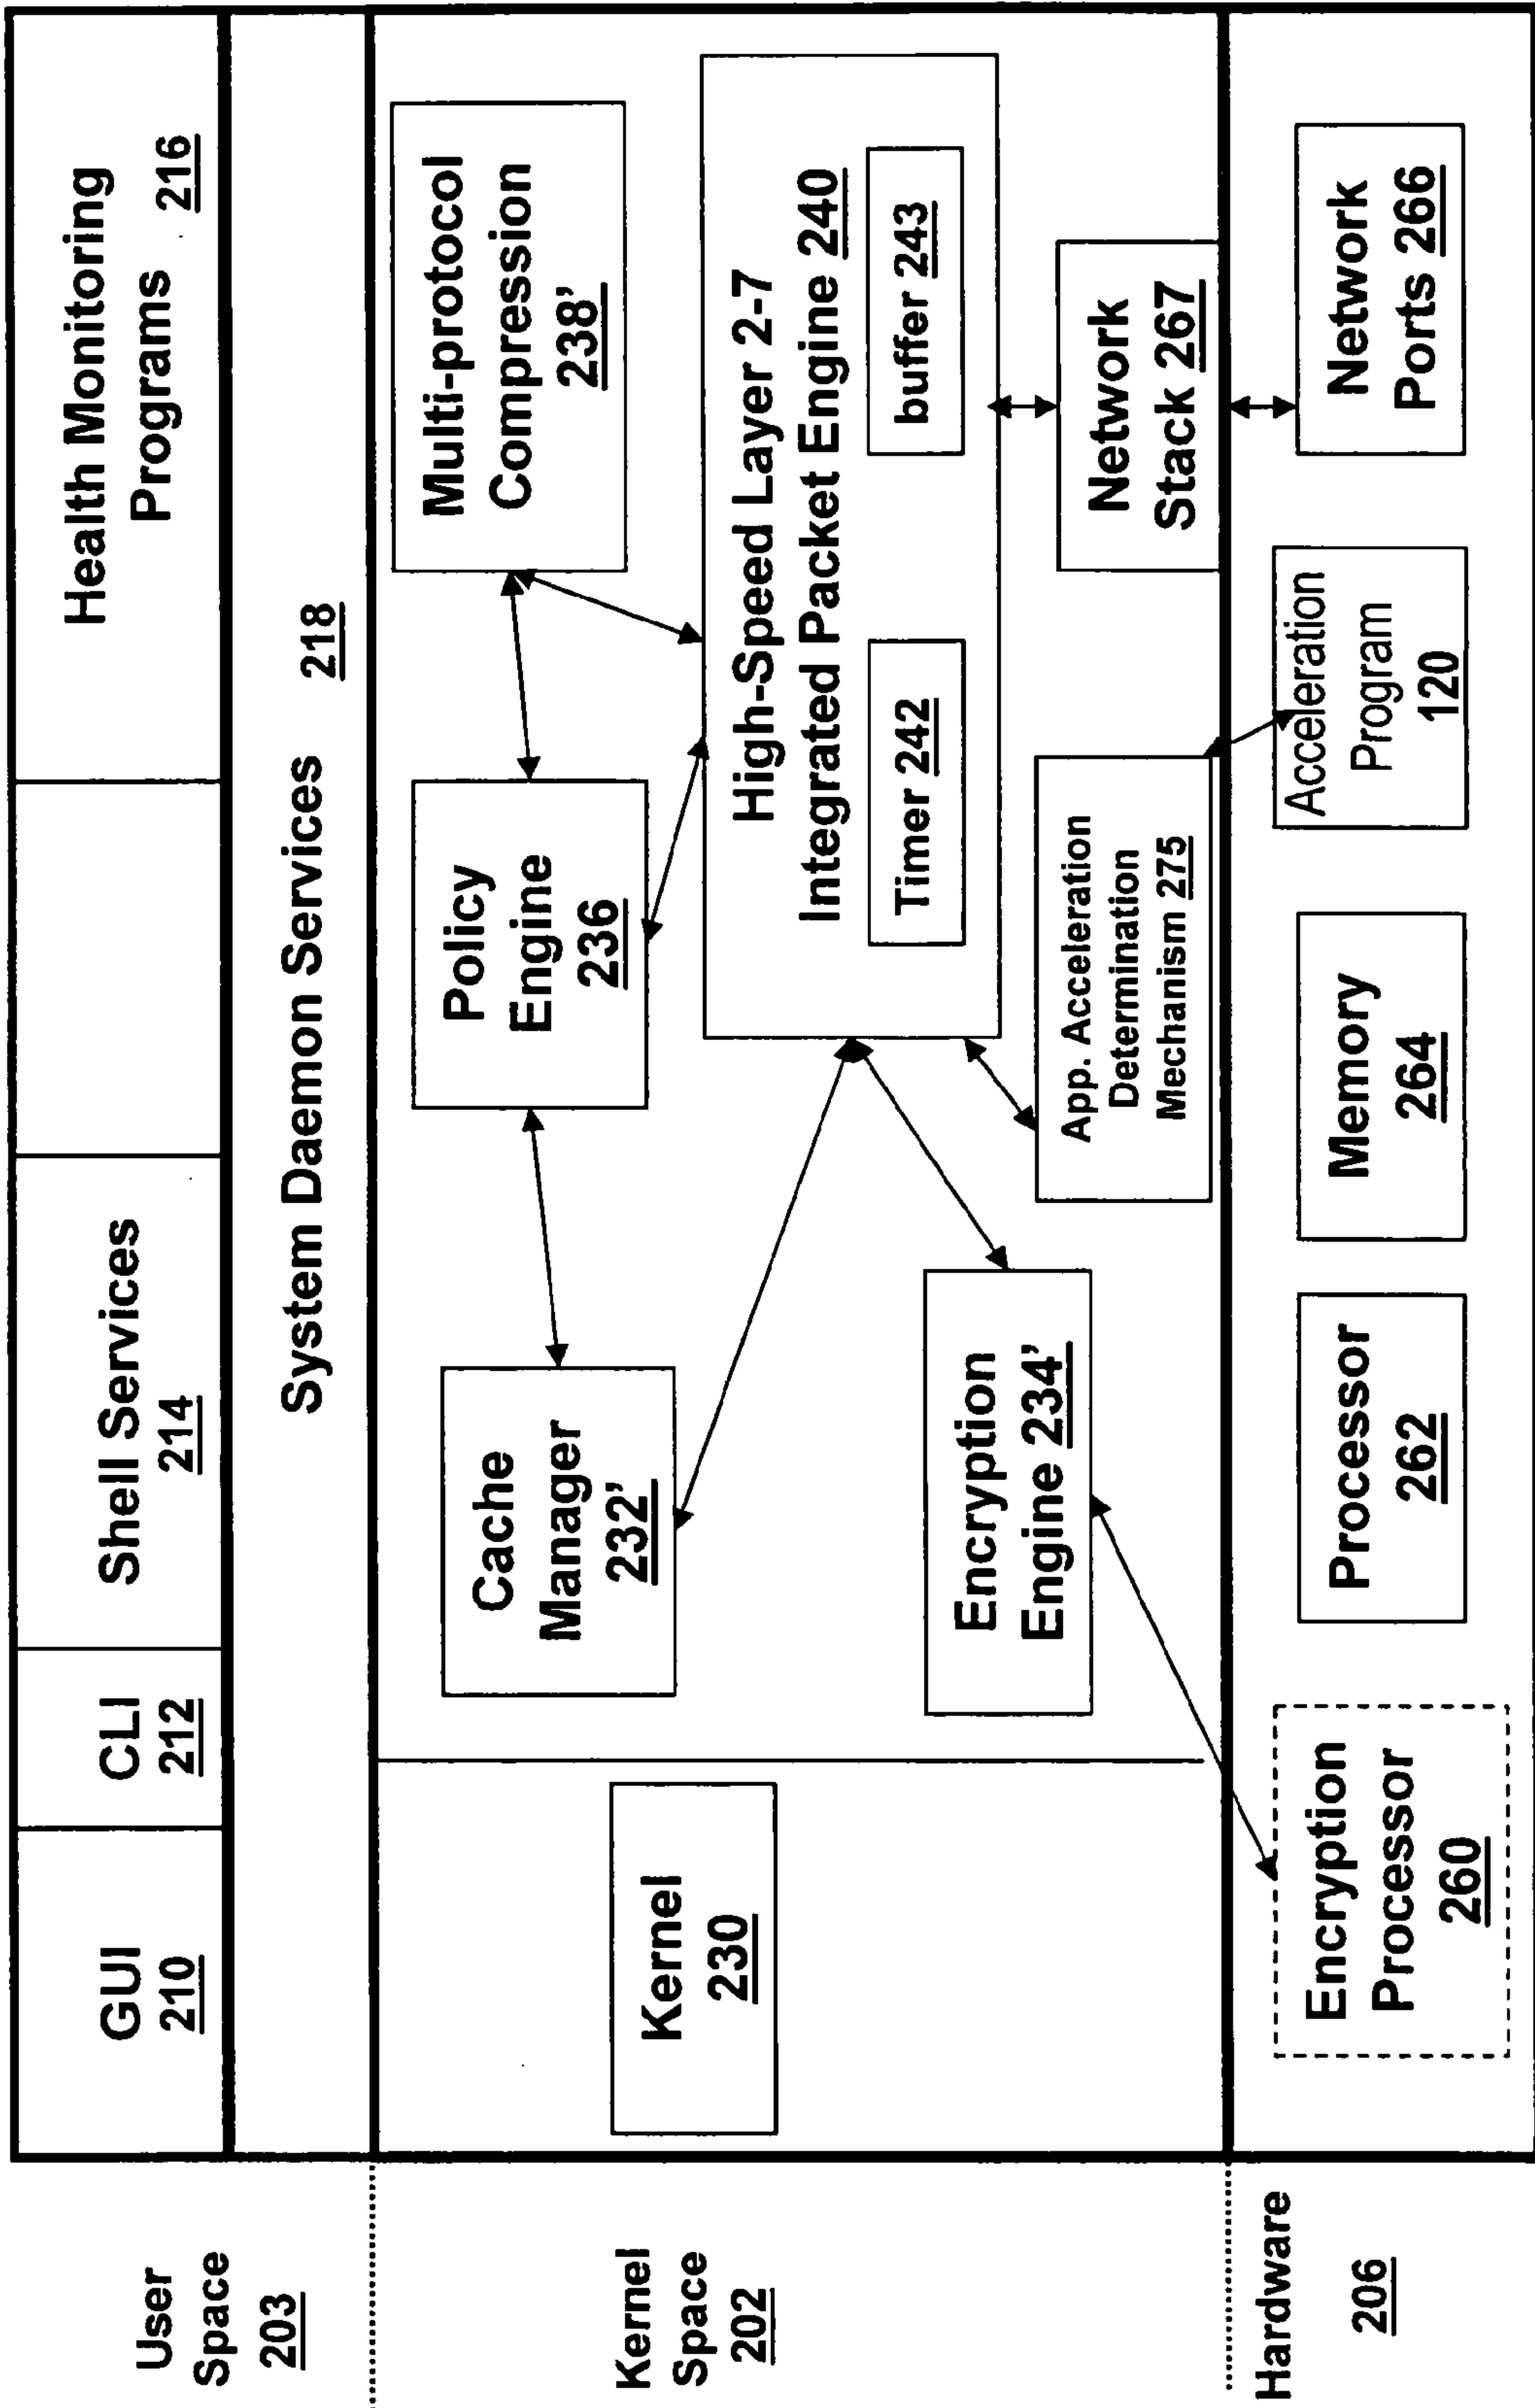 User
Space
203
GUI
210
CLI
212
Shell Services
214
Health Monitoring
Programs 216
System Daemon Services 218
Kernel
Space
202
Kernel
230
Cache
Manager
232'
Policy
Engine
236
Multi-protocol
Compression
238'
High-Speed Layer 2-7
Integrated Packet Engine 240
Timer 242
buffer 243
Encryption
Engine 234'
App. Acceleration
Determination
Mechanism 275
Network
Stack 267
Hardware
206
Encryption
Processor
260
Processor
262
Memory
264
Acceleration
Program
120
Network
Ports 266